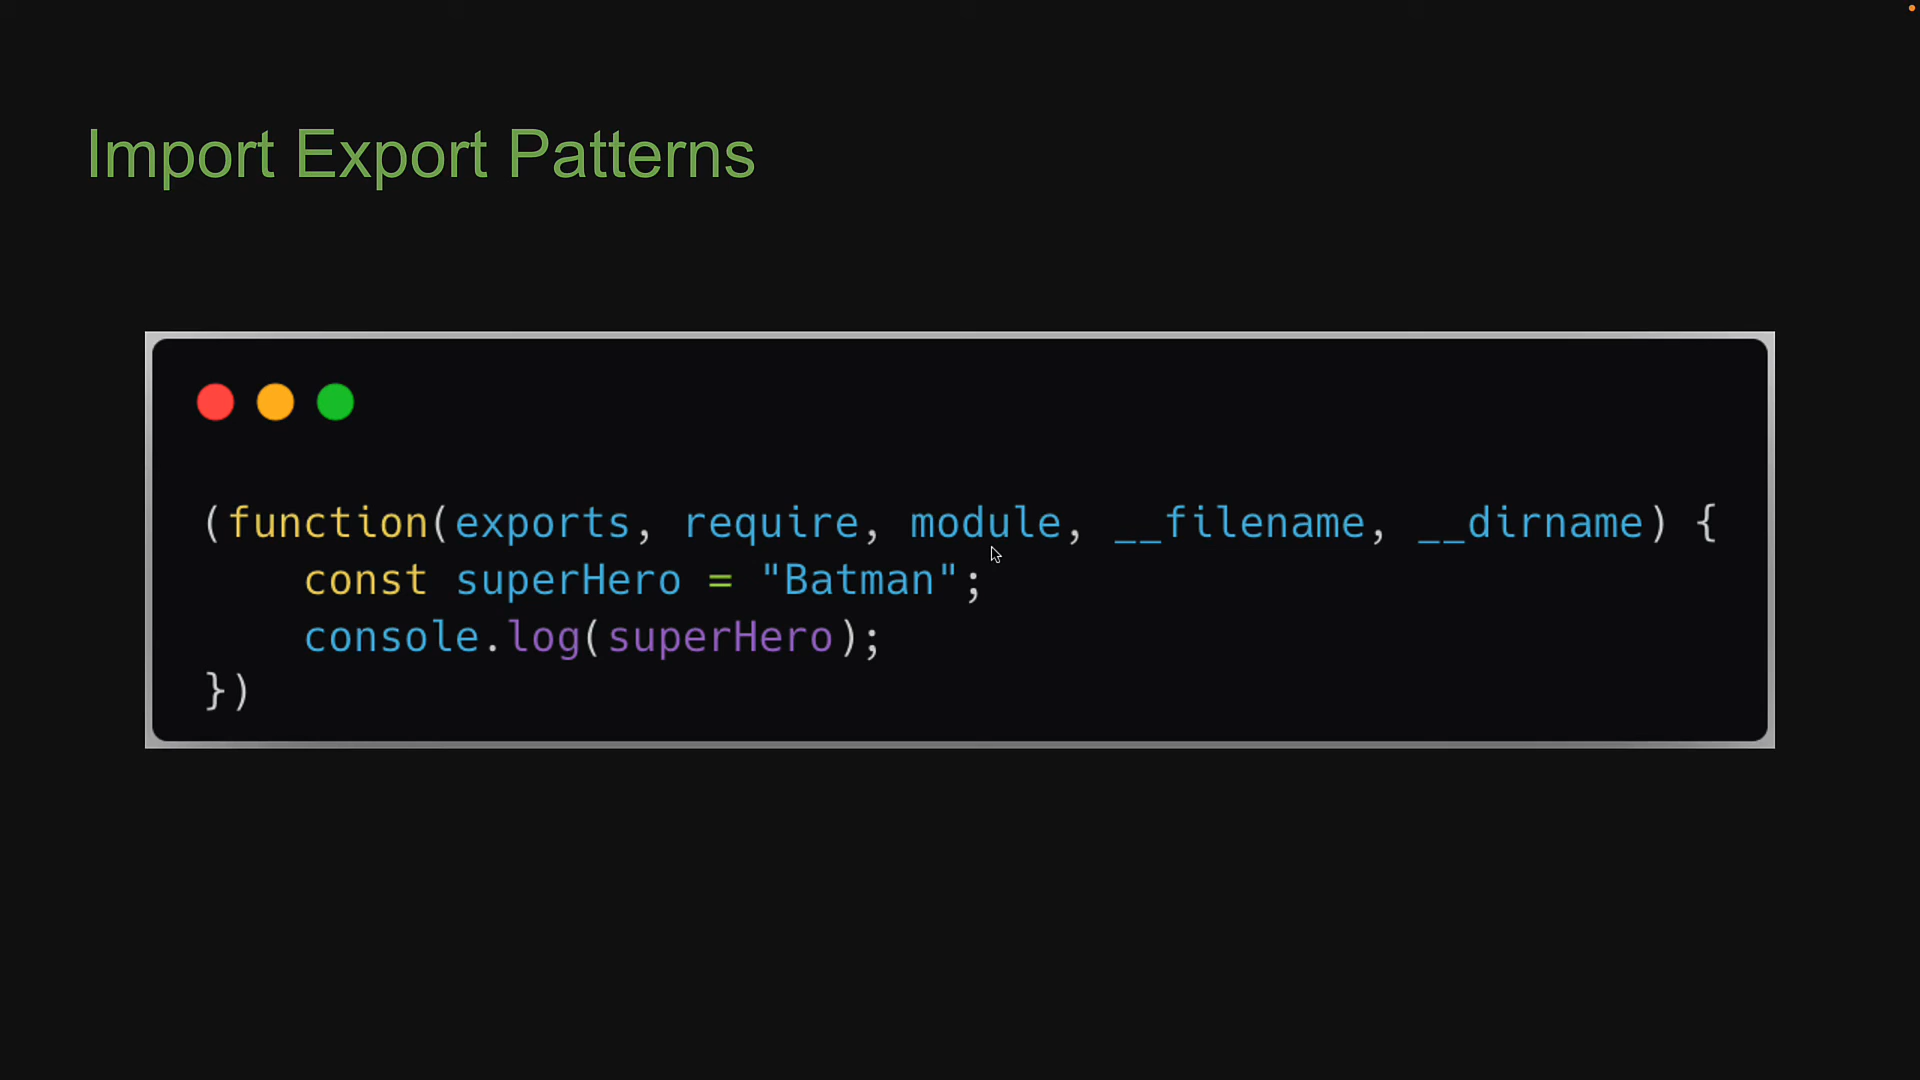 Import Export Patterns
(function(exports, require, module, __filename, __dirname) {
    const superHero = "Batman";
    console.log(superHero);
})